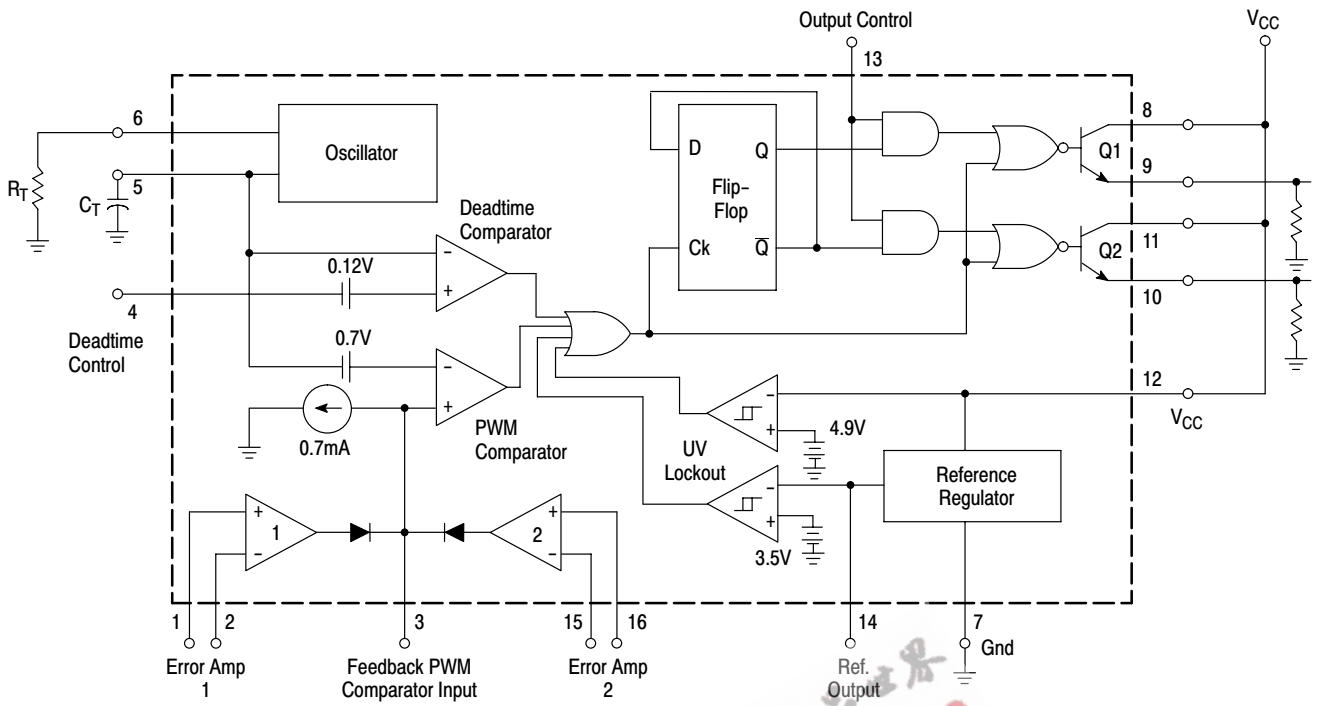 Output Control
13
VCC
6
Oscillator
RT
5
CT
D
Q
Flip-
Flop
Ck
Q
8
Q1
9
11
Q2
10
Deadtime
Comparator
0.12V
-
+
4
Deadtime
Control
0.7V
-
+
PWM
Comparator
0.7mA
12
VCC
-
+
4.9V
UV
Lockout
-
+
3.5V
Reference
Regulator
+
1
-
+
2
-
1
2
3
15
16
14
7
Gnd
Error Amp
1
Feedback PWM
Comparator Input
Error Amp
2
Ref.
Output